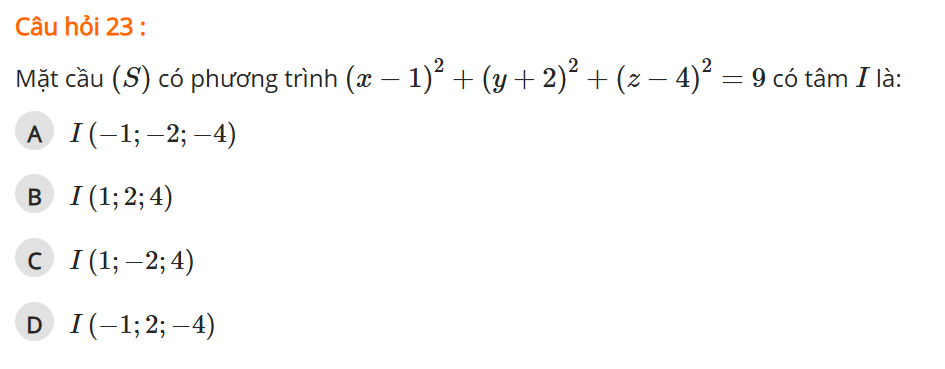 Câu hỏi 23 :
Mặt cầu (S) có phương trình (x − 1)² + (y + 2)² + (z − 4)² = 9 có tâm I là:
A I (−1; −2; −4)
B I (1; 2; 4)
C I (1; −2; 4)
D I (−1; 2; −4)